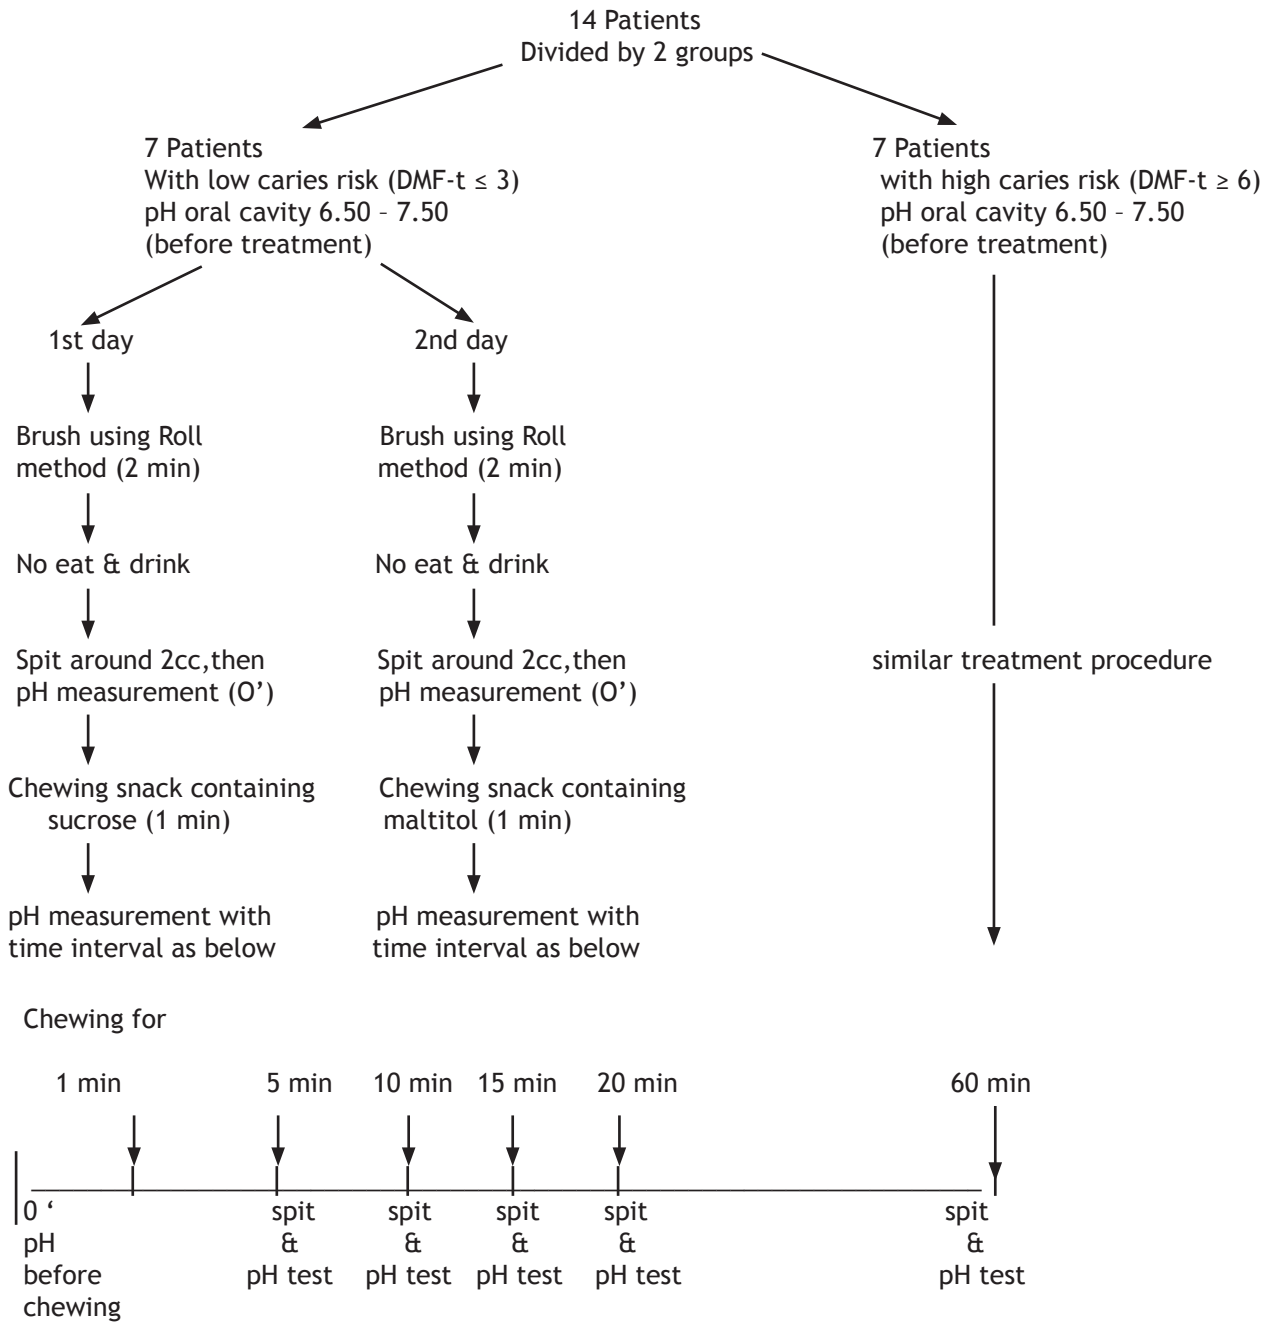 14 Patients
Divided by 2 groups
7 Patients
With low caries risk (DMF-t ≤ 3)
pH oral cavity 6.50 – 7.50
(before treatment)
7 Patients
with high caries risk (DMF-t ≥ 6)
pH oral cavity 6.50 – 7.50
(before treatment)
1st day
Brush using Roll
method (2 min)
No eat & drink
Spit around 2cc,then
pH measurement (O’)
Chewing snack containing
sucrose (1 min)
pH measurement with
time interval as below
2nd day
Brush using Roll
method (2 min)
No eat & drink
Spit around 2cc,then
pH measurement (O’)
Chewing snack containing
maltitol (1 min)
pH measurement with
time interval as below
similar treatment procedure
Chewing for
1 min
5 min
10 min
15 min
20 min
60 min
0 ‘
pH
before
chewing
spit
&
pH test
spit
&
pH test
spit
&
pH test
spit
&
pH test
spit
&
pH test